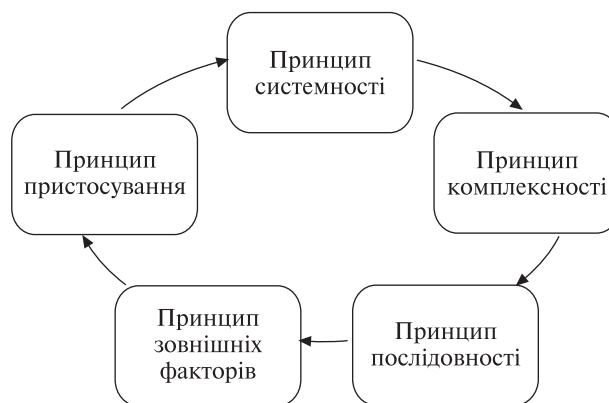 Принцип
системності
Принцип
комплексності
Принцип
послідовності
Принцип
зовнішніх
факторів
Принцип
пристосування